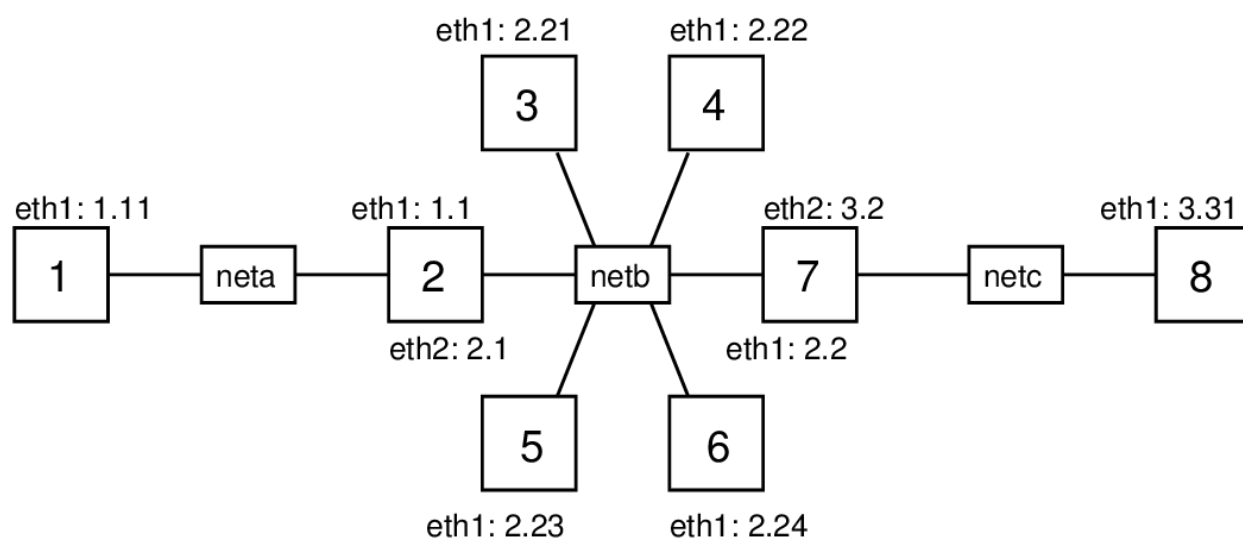 eth1: 2.21
eth1: 2.22
3
4
eth1: 1.11
eth1: 1.1
eth2: 3.2
eth1: 3.31
1
neta
2
netb
7
netc
8
eth2: 2.1
eth1: 2.2
5
6
eth1: 2.23
eth1: 2.24